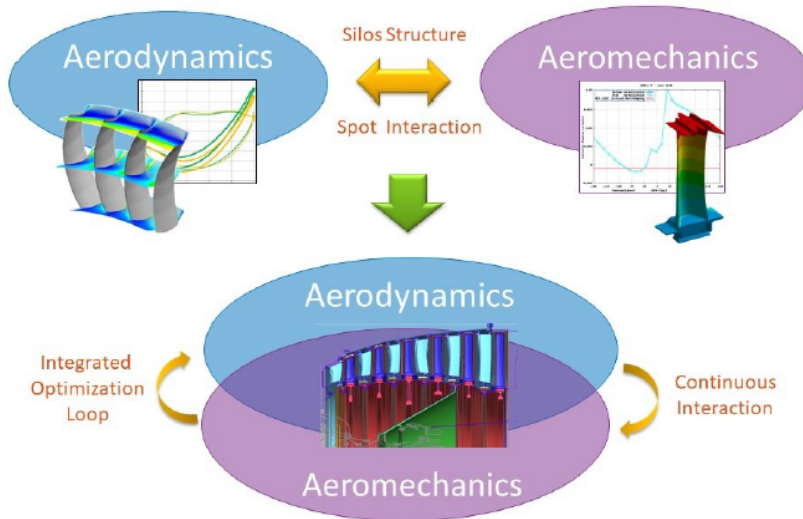 Aerodynamics
Silos Structure
Aeromechanics
Spot Interaction
Aerodynamics
Integrated
Optimization
Loop
Continuous
Interaction
Aeromechanics